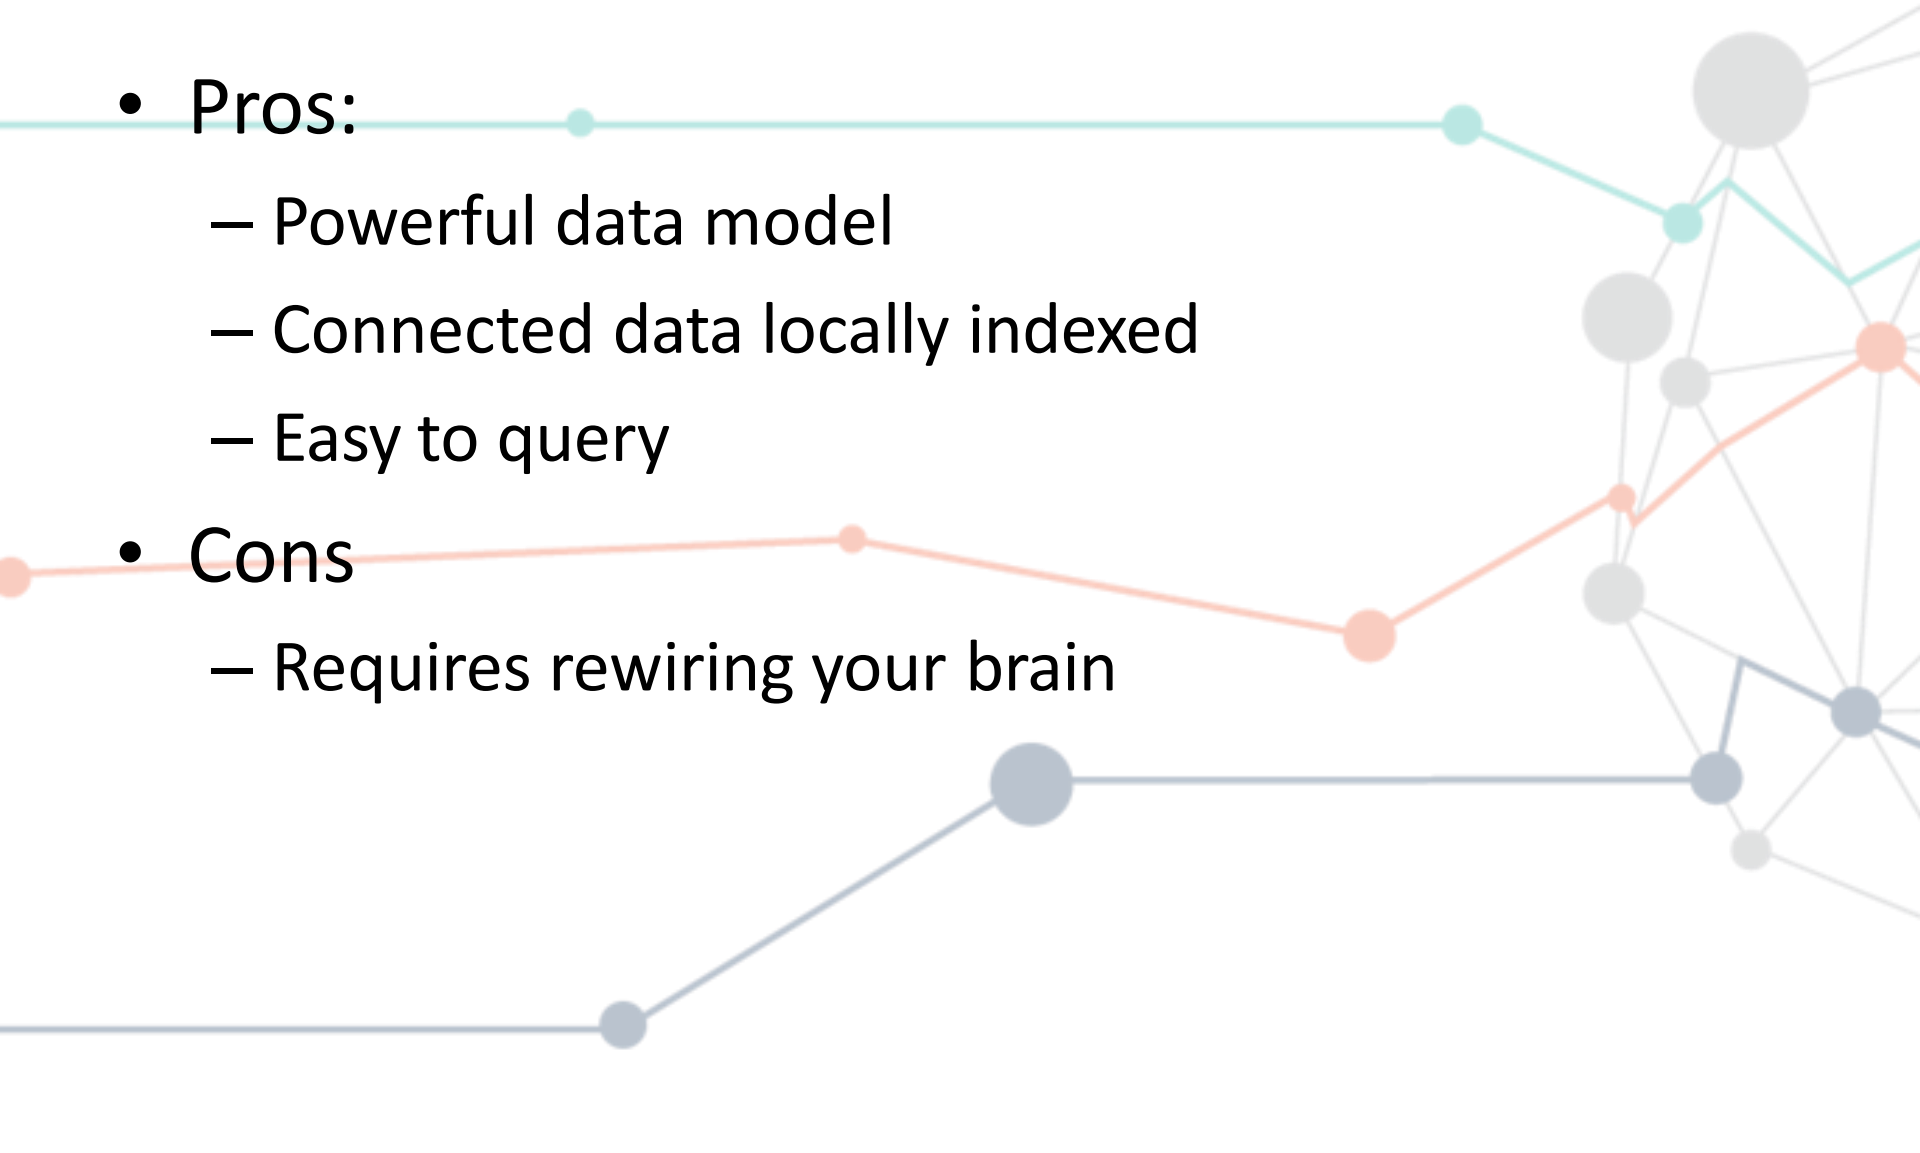 • Pros:
– Powerful data model
– Connected data locally indexed
– Easy to query
• Cons
– Requires rewiring your brain